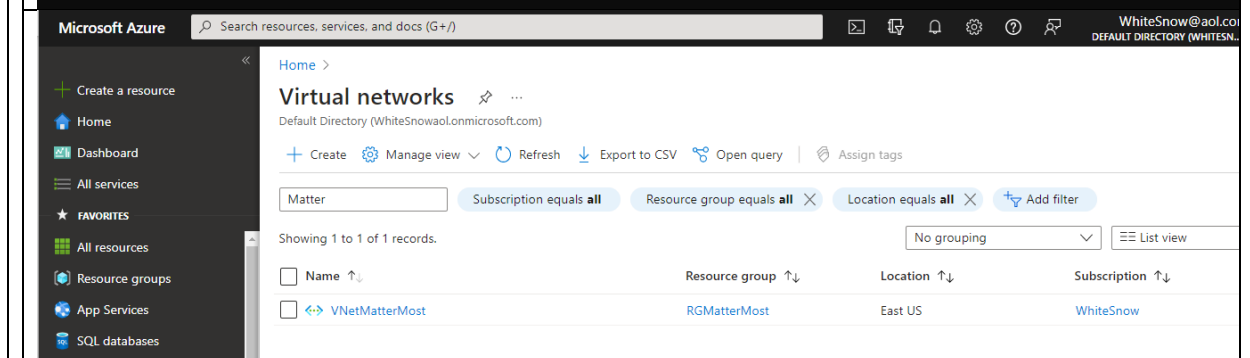 Microsoft Azure
Search resources, services, and docs (G+/)
WhiteSnow@aol.co
DEFAULT DIRECTORY (WHITESN...
Create a resource
Home
Dashboard
All services
FAVORITES
All resources
Resource groups
App Services
SQL databases
Home >
Virtual networks
Default Directory (WhiteSnowaol.onmicrosoft.com)
Create Manage view Refresh Export to CSV Open query Assign tags
Matter Subscription equals all Resource group equals all Location equals all Add filter
Showing 1 to 1 of 1 records. No grouping List view
Name ↑↓ Resource group ↑↓ Location ↑↓ Subscription ↑↓
VNetMatterMost RGMatterMost East US WhiteSnow